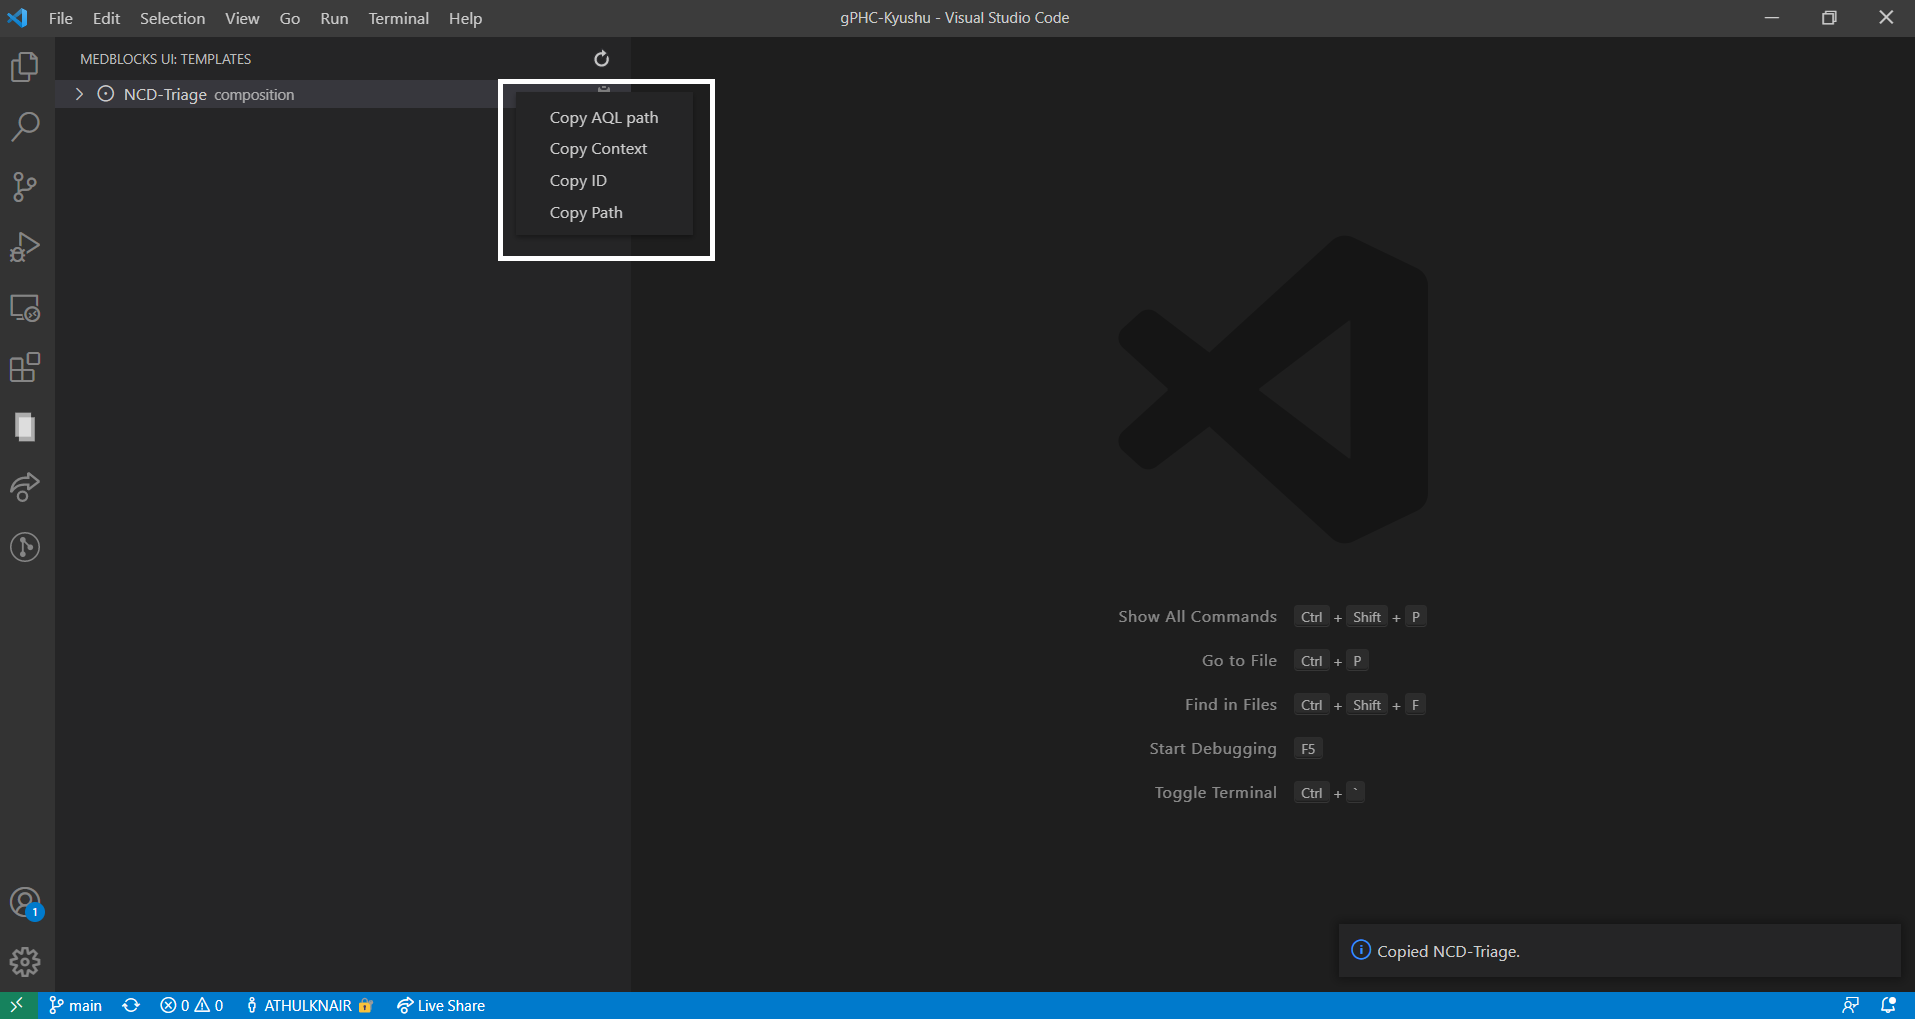 File Edit Selection View Go Run Terminal Help gPHC-Kyushu - Visual Studio Code
MEDBLOCKS UI: TEMPLATES
NCD-Triage composition
Copy AQL path
Copy Context
Copy ID
Copy Path
Show All Commands Ctrl + Shift + P
Go to File Ctrl + P
Find in Files Ctrl + Shift + F
Start Debugging F5
Toggle Terminal Ctrl + `
1
Copied NCD-Triage.
main 0 0 ATHULKNAIR Live Share